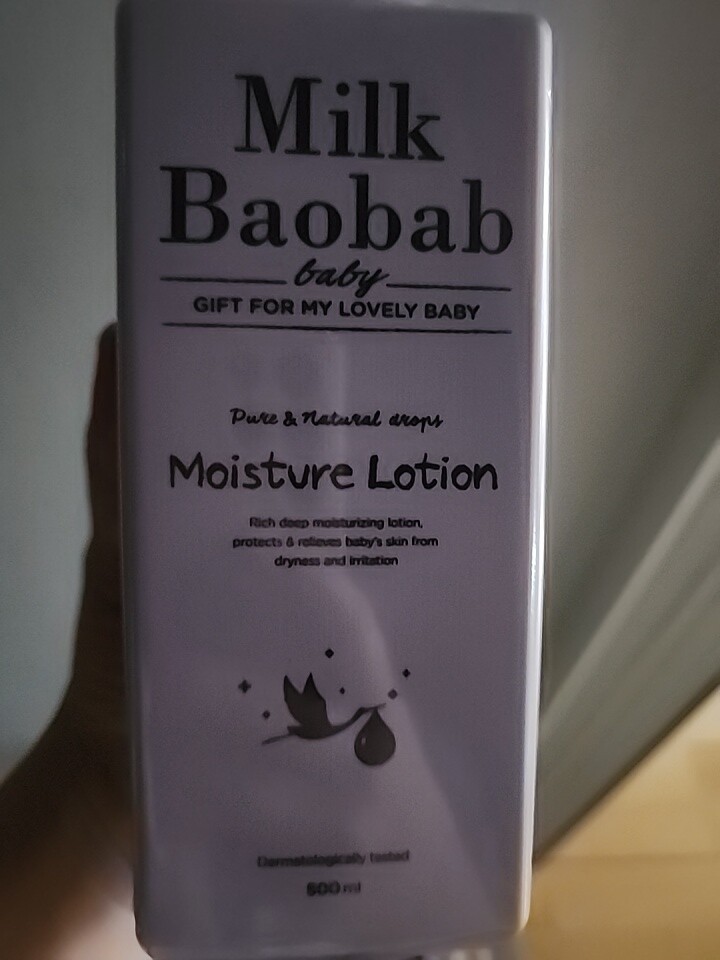 Milk
Baobab
baby
GIFT FOR MY LOVELY BABY
Pure & Natural drops
Moisture Lotion
Rich deep moisturizing lotion,
protects & relieves baby's skin from
dryness and irritation
Dermatologically tested
ml